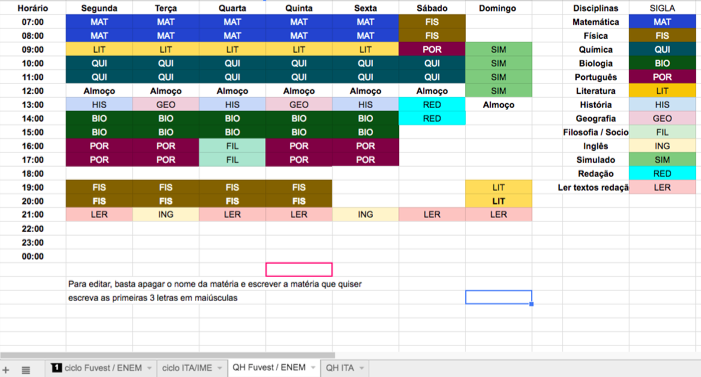 Horário Segunda Terça Quarta Quinta Sexta Sábado Domingo Disciplinas SIGLA
07:00 MAT MAT MAT MAT MAT FIS Matemática MAT
08:00 MAT MAT MAT MAT MAT FIS Física FIS
09:00 LIT LIT LIT LIT LIT POR SIM Química QUI
10:00 QUI QUI QUI QUI QUI QUI SIM Biologia BIO
11:00 QUI QUI QUI QUI QUI QUI SIM Português POR
12:00 Almoço Almoço Almoço Almoço Almoço Almoço SIM Literatura LIT
13:00 HIS GEO HIS GEO HIS RED Almoço História HIS
14:00 BIO BIO BIO BIO BIO RED Geografia GEO
15:00 BIO BIO BIO BIO BIO Filosofia / Socio FIL
16:00 POR POR FIL POR POR Inglês ING
17:00 POR POR FIL POR POR Simulado SIM
18:00 Redação RED
19:00 FIS FIS FIS FIS LIT Ler textos redaçã LER
20:00 FIS FIS FIS FIS LIT
21:00 LER ING LER LER ING LER LER
22:00
23:00
00:00
Para editar, basta apagar o nome da matéria e escrever a matéria que quiser
escreva as primeiras 3 letras em maiúsculas
+ 1 ciclo Fuvest / ENEM ciclo ITA/IME QH Fuvest / ENEM QH ITA